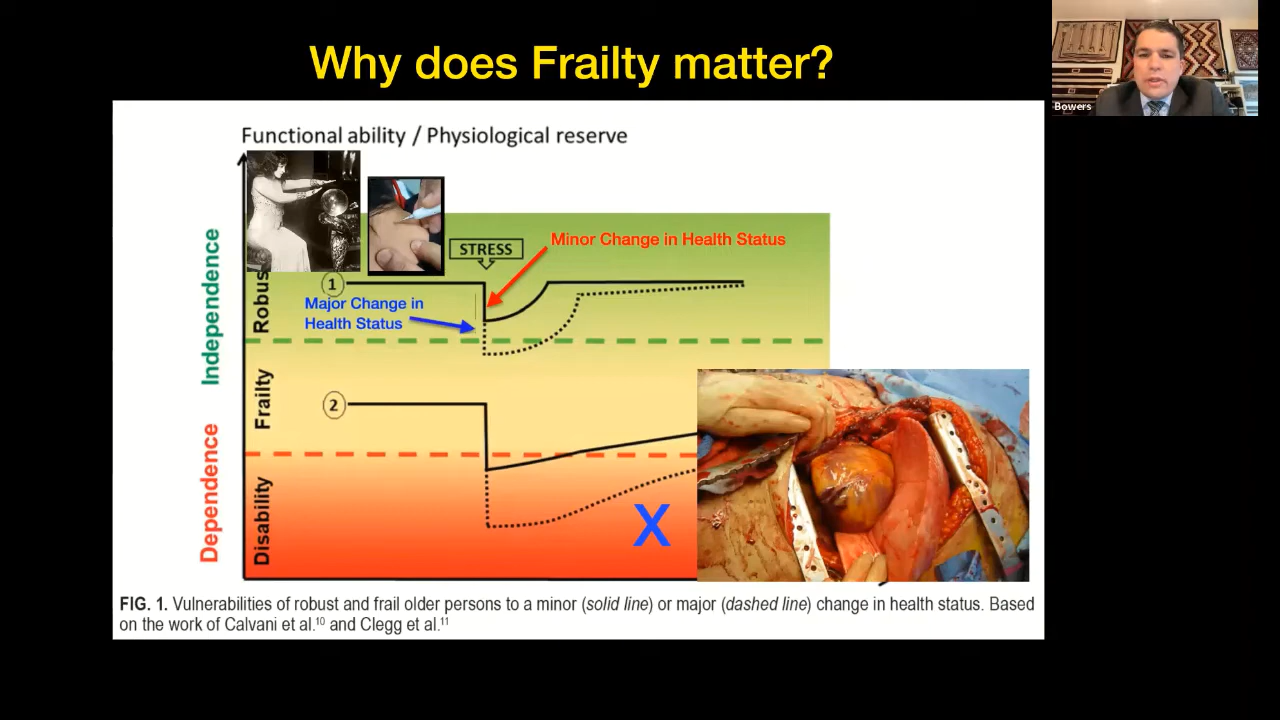 Why does Frailty matter?
Bowers
Functional ability / Physiological reserve
Independence
Dependence
Robus
Frailty
Disability
STRESS
Minor Change in Health Status
1
Major Change in
Health Status
2
X
FIG. 1. Vulnerabilities of robust and frail older persons to a minor (solid line) or major (dashed line) change in health status. Based
on the work of Calvani et al.¹⁰ and Clegg et al.¹¹